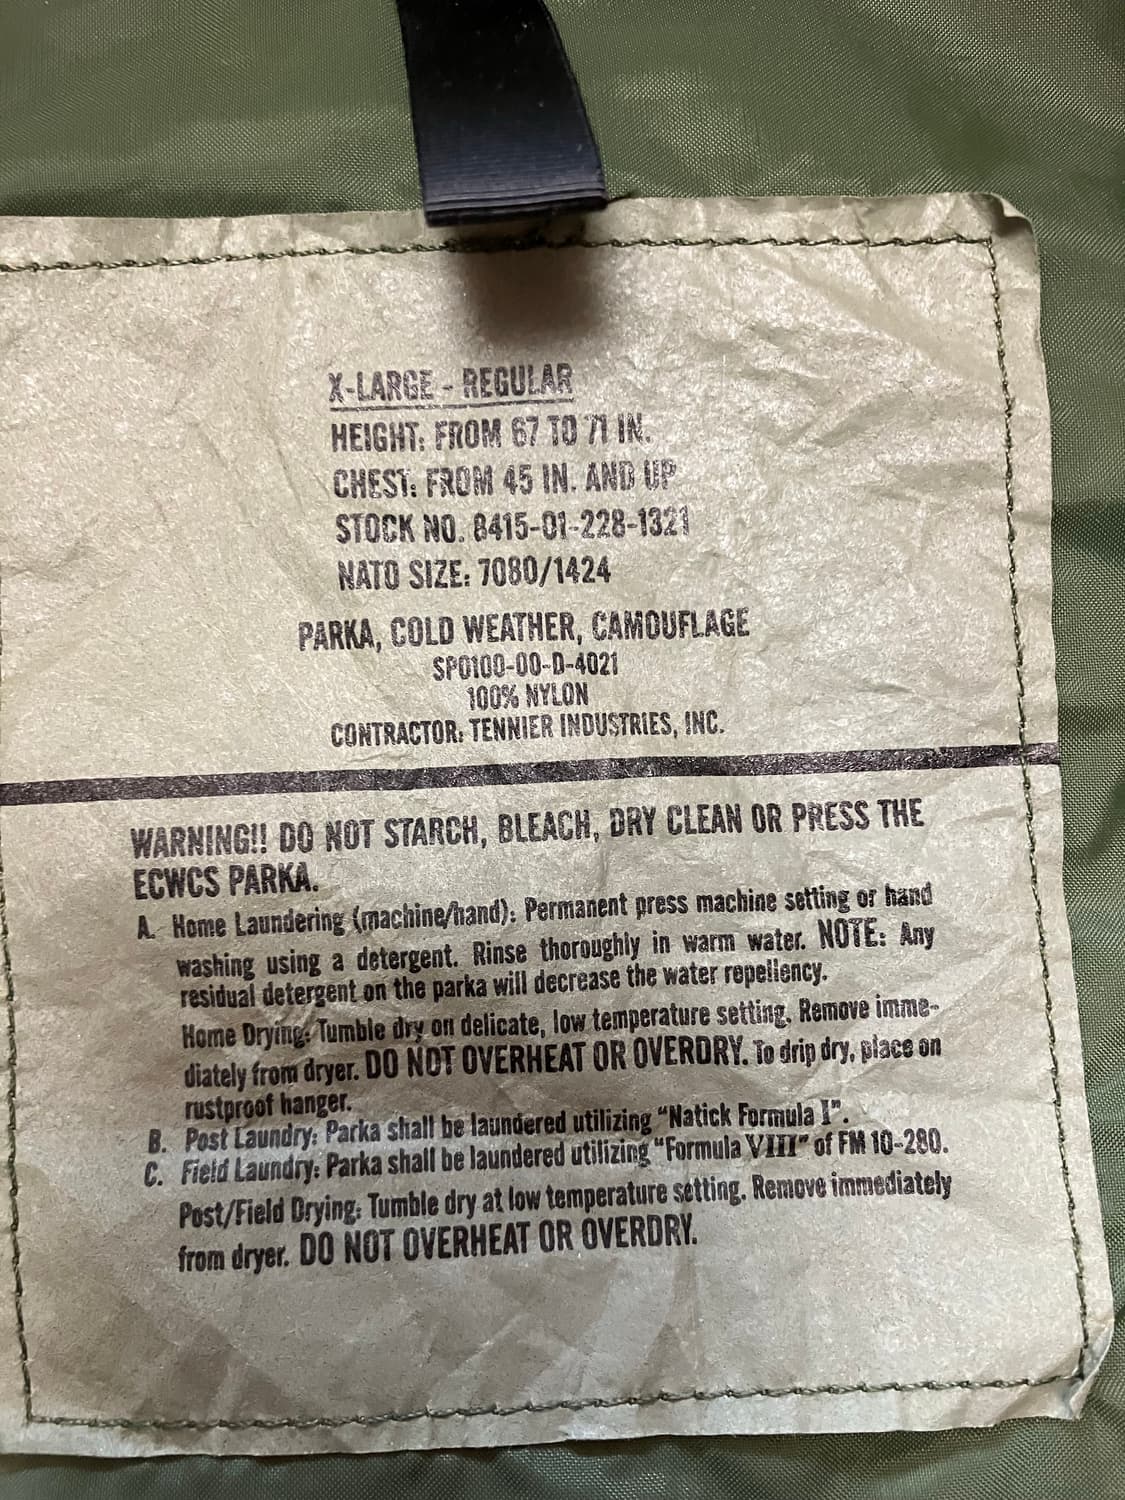 X-LARGE - REGULAR
HEIGHT: FROM 67 TO 71 IN.
CHEST: FROM 45 IN. AND UP
STOCK NO. 8415-01-228-1321
NATO SIZE: 7080/1424
PARKA, COLD WEATHER, CAMOUFLAGE
SPO100-00-D-4021
100% NYLON
CONTRACTOR: TENNIER INDUSTRIES, INC.
WARNING!! DO NOT STARCH, BLEACH, DRY CLEAN OR PRESS THE
ECWCS PARKA.
A. Home Laundering (machine/hand): Permanent press machine setting or hand
washing using a detergent. Rinse thoroughly in warm water. NOTE: Any
residual detergent on the parka will decrease the water repellency.
Home Drying: Tumble dry on delicate, low temperature setting. Remove imme-
diately from dryer. DO NOT OVERHEAT OR OVERDRY. To drip dry, place on
rustproof hanger.
B. Post Laundry: Parka shall be laundered utilizing "Natick Formula I".
C. Field Laundry: Parka shall be laundered utilizing "Formula VIII" of FM 10-280.
Post/Field Drying: Tumble dry at low temperature setting. Remove immediately
from dryer. DO NOT OVERHEAT OR OVERDRY.